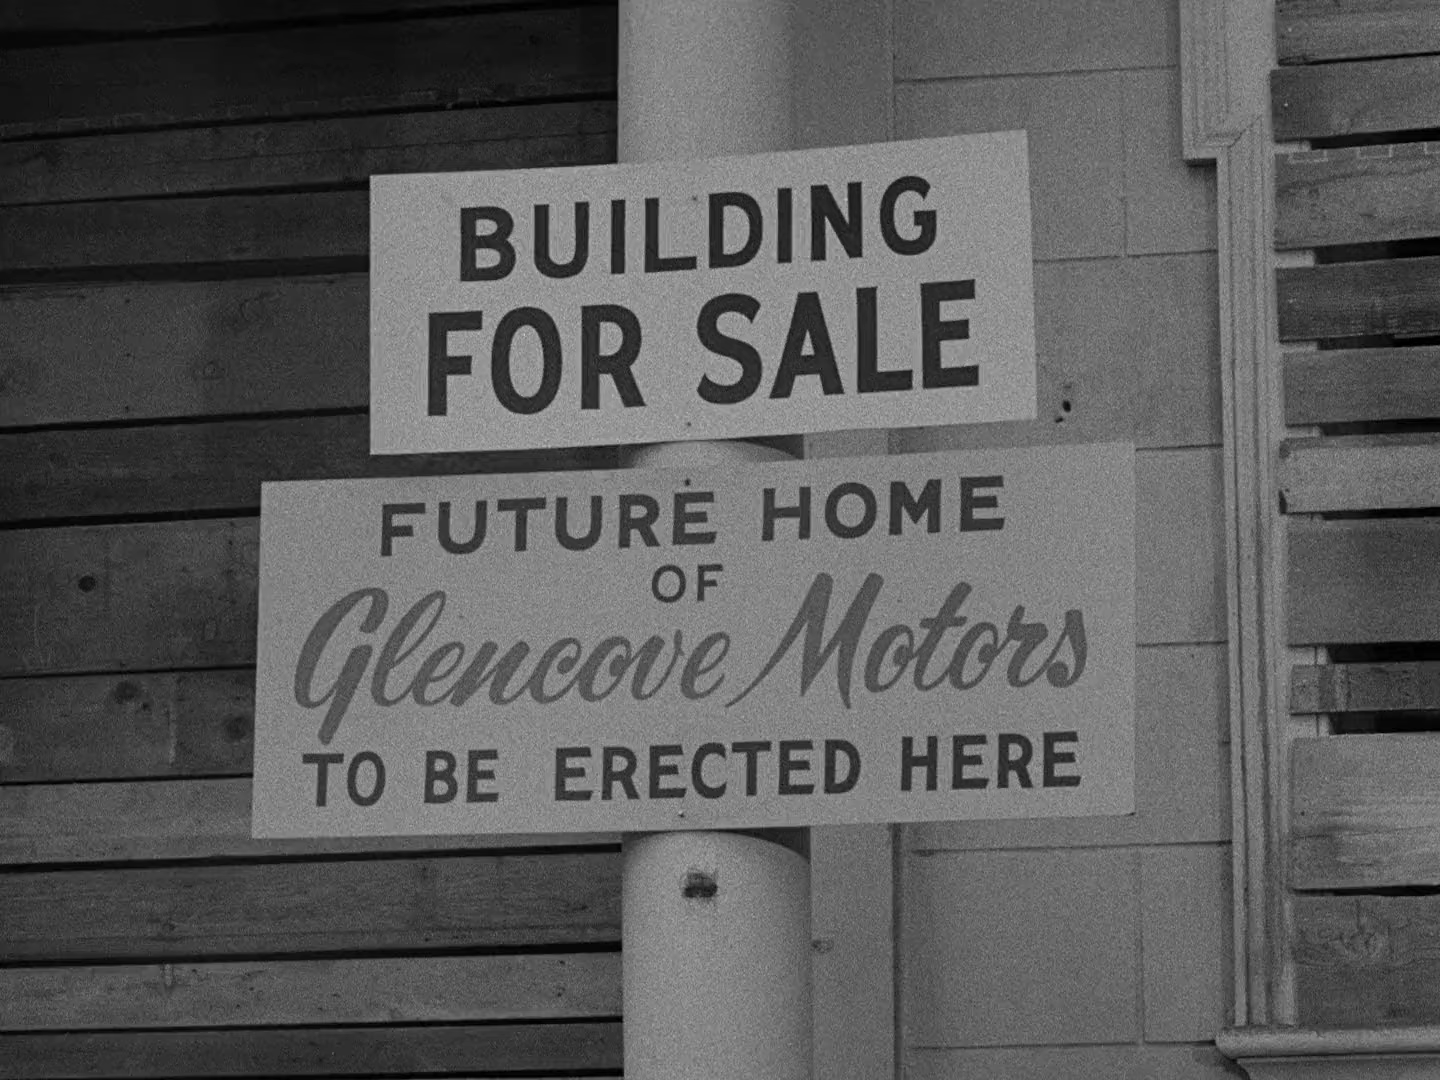 BUILDING
FOR SALE
FUTURE HOME
OF
Glencove Motors
TO BE ERECTED HERE